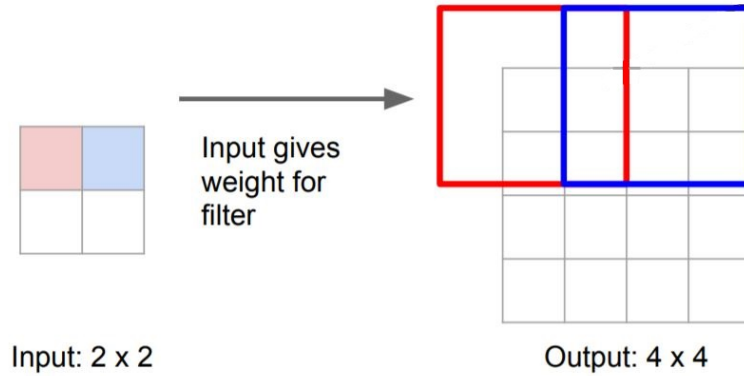 Input gives
weight for
filter
Input: 2 x 2
Output: 4 x 4